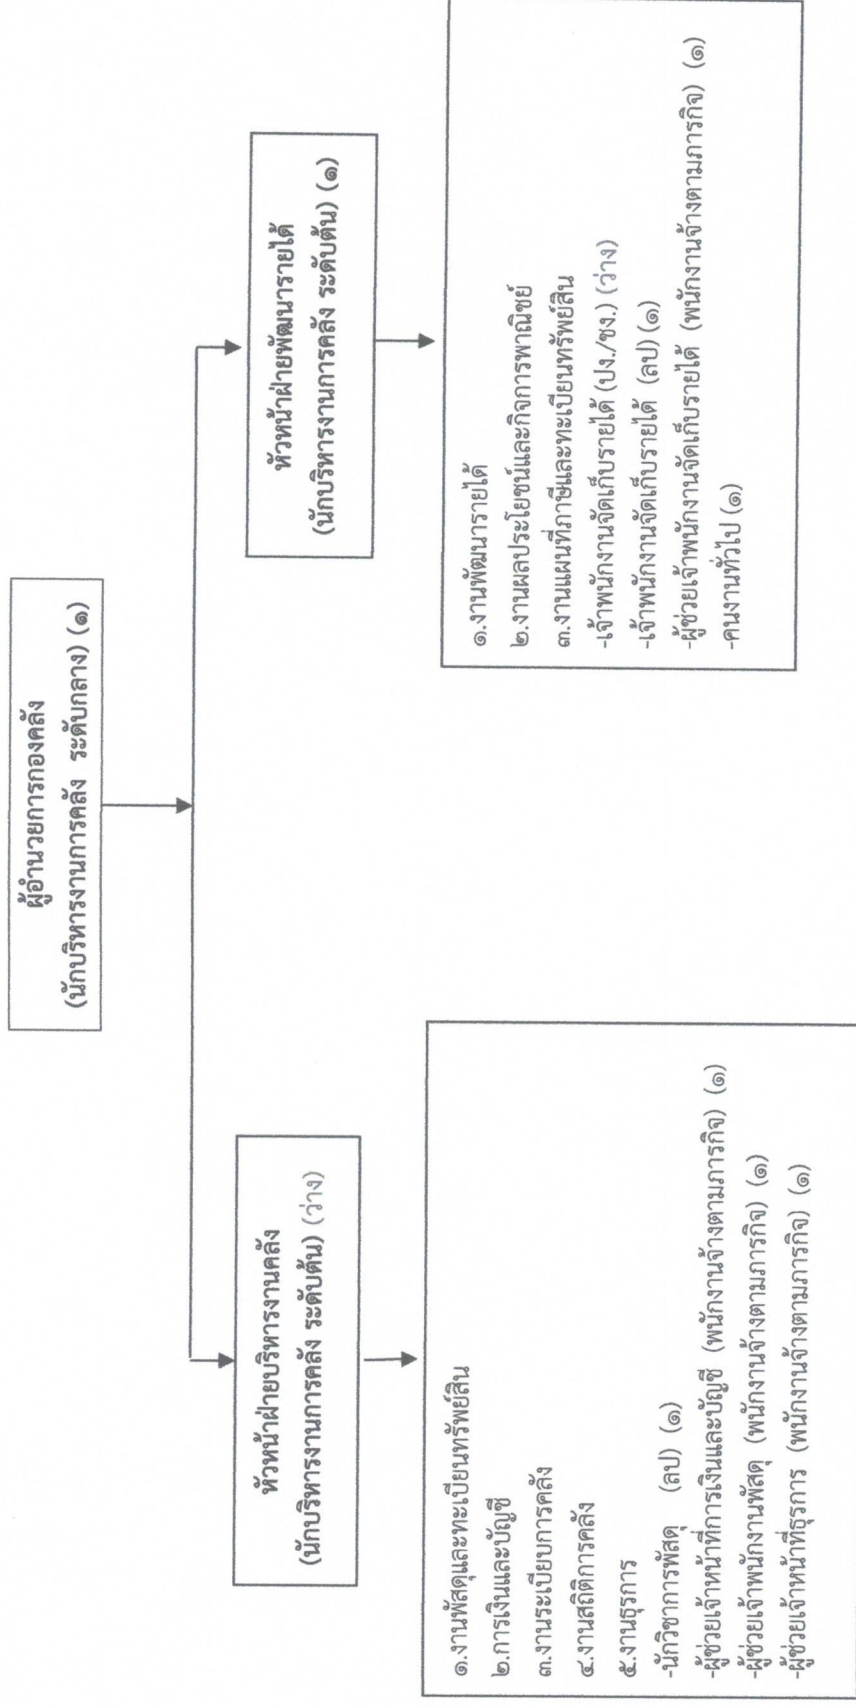 ผู้อำนวยการกองคลัง
(นักบริหารงานการคลัง ระดับกลาง) (๑)
หัวหน้าฝ่ายบริหารงานคลัง
(นักบริหารงานการคลัง ระดับต้น) (ว่าง)
๑.งานพัสดุและทะเบียนทรัพย์สิน
๒.การเงินและบัญชี
๓.งานระเบียบการคลัง
๔.งานสถิติการคลัง
๕.งานธุรการ
-นักวิชาการพัสดุ (ลป) (๑)
-ผู้ช่วยเจ้าหน้าที่การเงินและบัญชี (พนักงานจ้างตามภารกิจ) (๑)
-ผู้ช่วยเจ้าพนักงานพัสดุ (พนักงานจ้างตามภารกิจ) (๑)
-ผู้ช่วยเจ้าหน้าที่ธุรการ (พนักงานจ้างตามภารกิจ) (๑)
หัวหน้าฝ่ายพัฒนารายได้
(นักบริหารงานการคลัง ระดับต้น) (๑)
๑.งานพัฒนารายได้
๒.งานผลประโยชน์และกิจการพาณิชย์
๓.งานแผนที่ภาษีและทะเบียนทรัพย์สิน
-เจ้าพนักงานจัดเก็บรายได้ (ปง./ชง.) (ว่าง)
-เจ้าพนักงานจัดเก็บรายได้ (ลป) (๑)
-ผู้ช่วยเจ้าพนักงานจัดเก็บรายได้ (พนักงานจ้างตามภารกิจ) (๑)
-คนงานทั่วไป (๑)